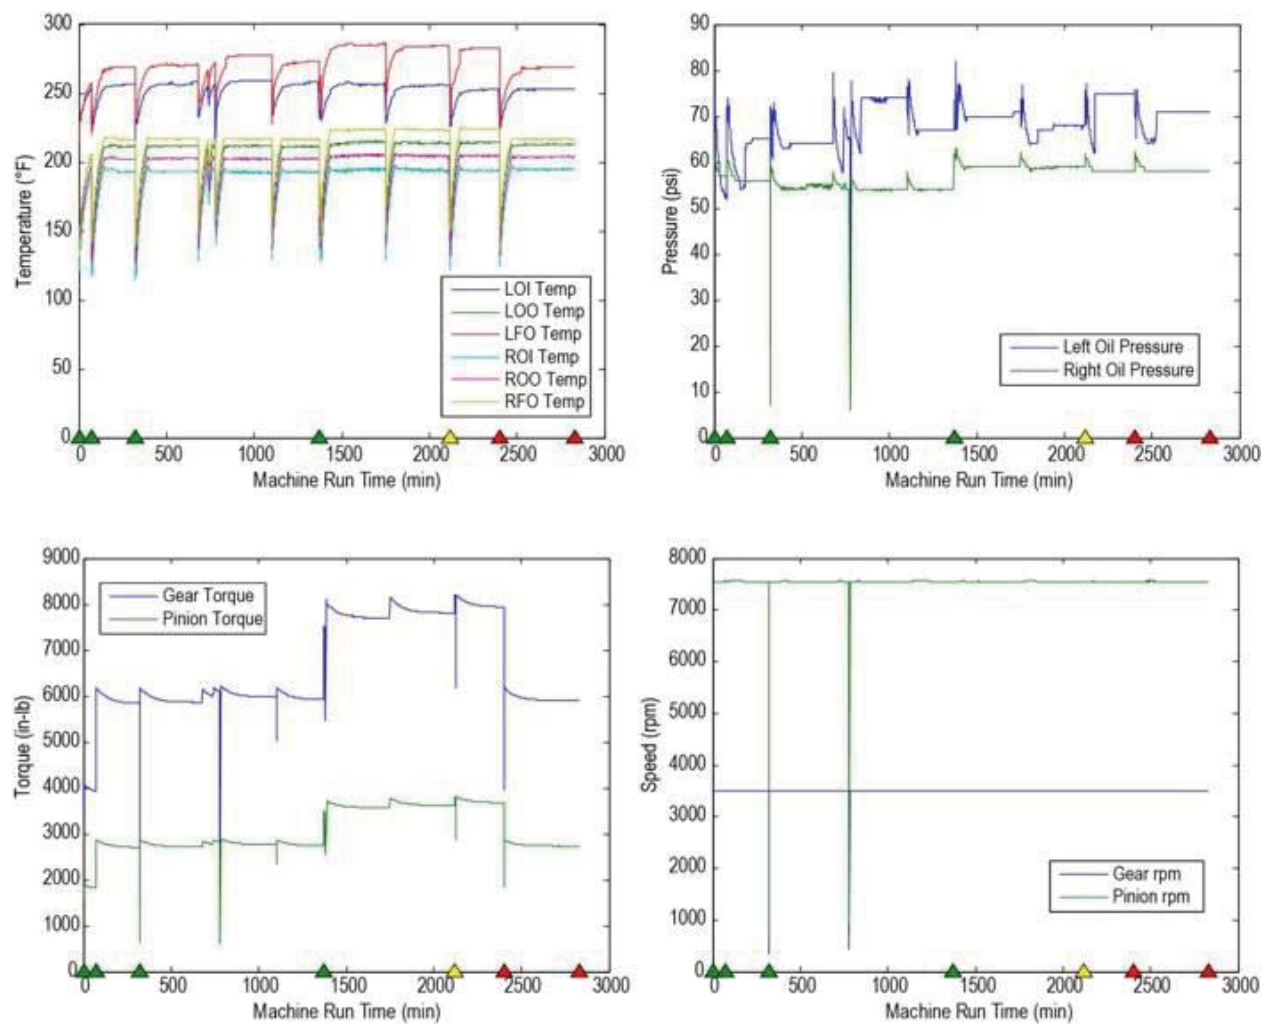 300
250
200
150
100
50
0
Temperature (°F)
LOI Temp
LOO Temp
LFO Temp
ROI Temp
ROO Temp
RFO Temp
0 500 1000 1500 2000 2500 3000
Machine Run Time (min)
90
80
70
60
50
40
30
20
10
0
Pressure (psi)
Left Oil Pressure
Right Oil Pressure
0 500 1000 1500 2000 2500 3000
Machine Run Time (min)
9000
8000
7000
6000
5000
4000
3000
2000
1000
0
Torque (in-lb)
Gear Torque
Pinion Torque
0 500 1000 1500 2000 2500 3000
Machine Run Time (min)
8000
7000
6000
5000
4000
3000
2000
1000
0
Speed (rpm)
Gear rpm
Pinion rpm
0 500 1000 1500 2000 2500 3000
Machine Run Time (min)